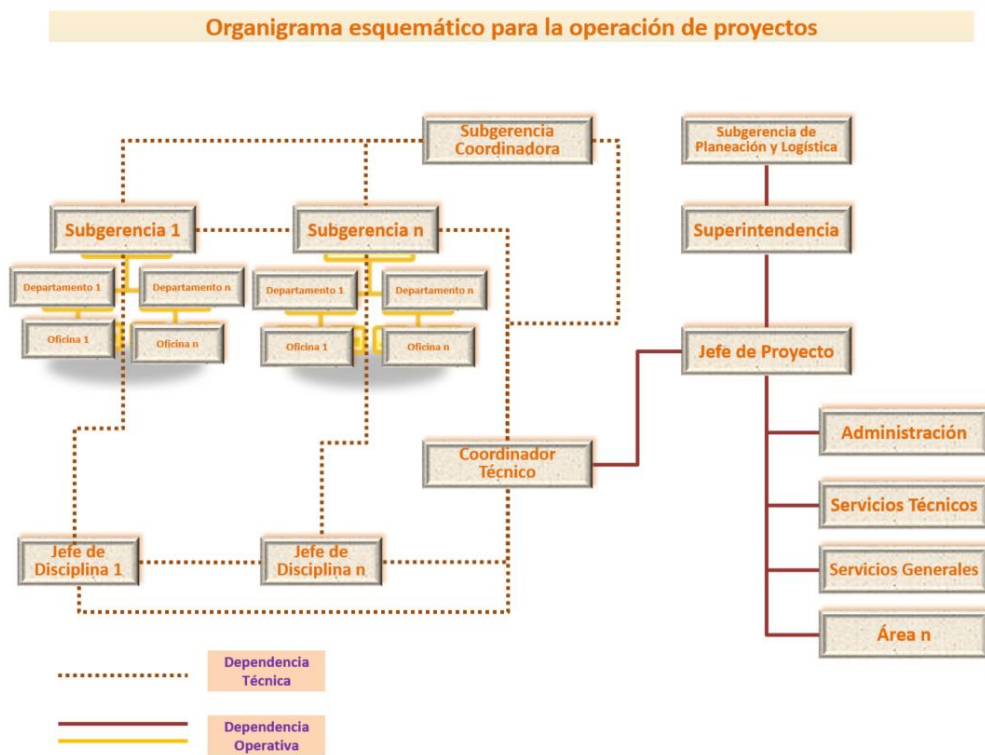 Organigrama esquemático para la operación de proyectos
Subgerencia
Coordinadora
Subgerencia de
Planeación y Logística
Subgerencia 1
Subgerencia n
Superintendencia
Departamento 1
Departamento n
Departamento 1
Departamento n
Oficina 1
Oficina n
Oficina 1
Oficina n
Jefe de Proyecto
Administración
Coordinador
Técnico
Servicios Técnicos
Jefe de
Disciplina 1
Jefe de
Disciplina n
Servicios Generales
Área n
Dependencia
Técnica
Dependencia
Operativa